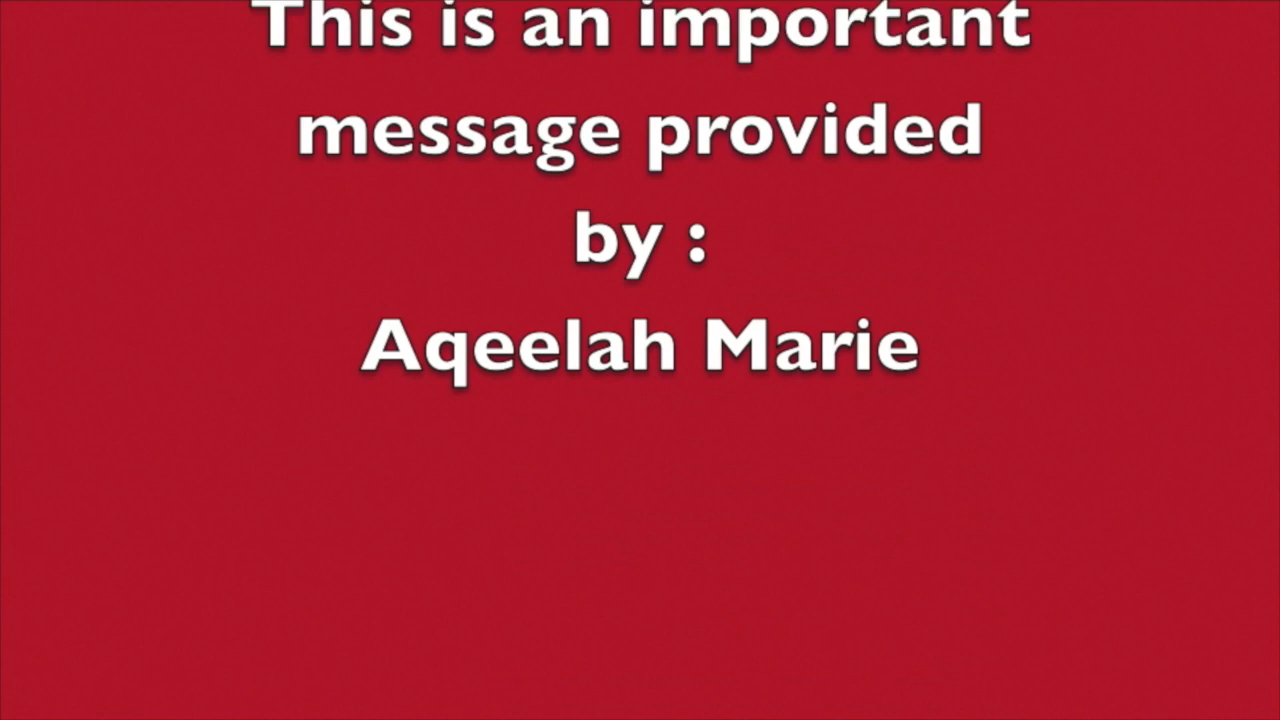 This is an important
message provided
by :
Aqeelah Marie